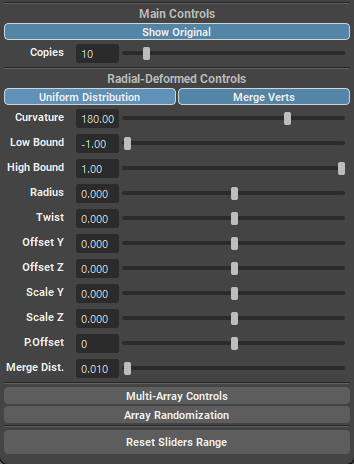 Main Controls
Show Original
Copies 10
Radial-Deformed Controls
Uniform Distribution Merge Verts
Curvature 180.00
Low Bound -1.00
High Bound 1.00
Radius 0.000
Twist 0.000
Offset Y 0.000
Offset Z 0.000
Scale Y 0.000
Scale Z 0.000
P.Offset 0
Merge Dist. 0.010
Multi-Array Controls
Array Randomization
Reset Sliders Range